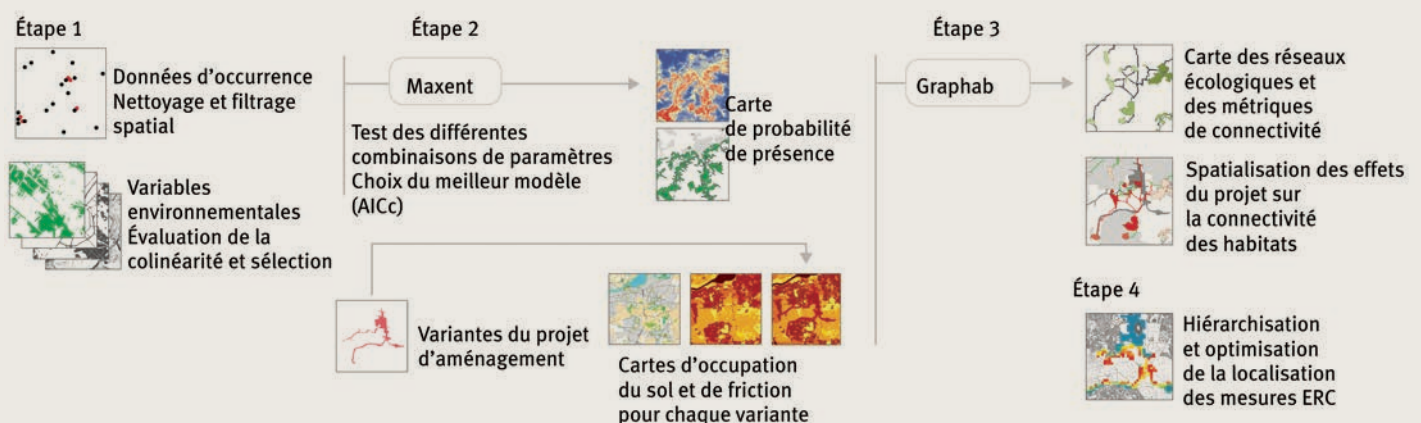 Étape 1
Données d’occurrence
Nettoyage et filtrage
spatial
Variables
environnementales
Évaluation de la
colinéarité et sélection
Étape 2
Maxent
Test des différentes
combinaisons de paramètres
Choix du meilleur modèle
(AICc)
Carte
de probabilité
de présence
Variantes du projet
d’aménagement
Cartes d’occupation
du sol et de friction
pour chaque variante
Étape 3
Graphab
Carte des réseaux
écologiques et
des métriques
de connectivité
Spatialisation des effets
du projet sur
la connectivité
des habitats
Étape 4
Hiérarchisation
et optimisation
de la localisation
des mesures ERC